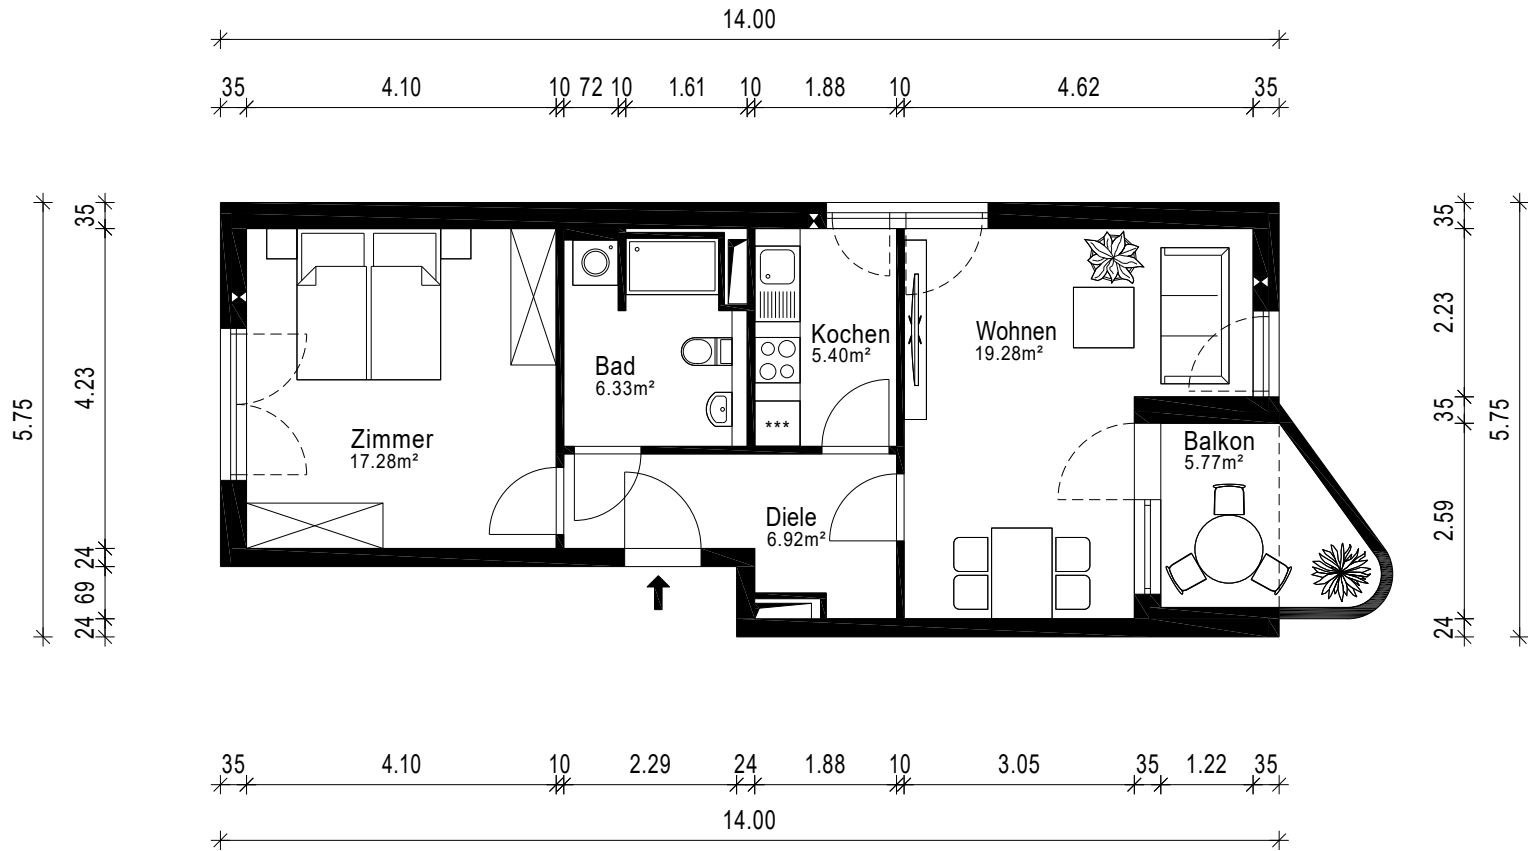 14.00
35 4.10 10 72 10 1.61 10 1.88 10 4.62 35
5.75
35
4.23
24
69
24
Zimmer
17.28m²
Bad
6.33m²
Kochen
5.40m²
***
Diele
6.92m²
Wohnen
19.28m²
Balkon
5.77m²
35
2.23
35
2.59
24
5.75
35 4.10 10 2.29 24 1.88 10 3.05 35 1.22 35
14.00